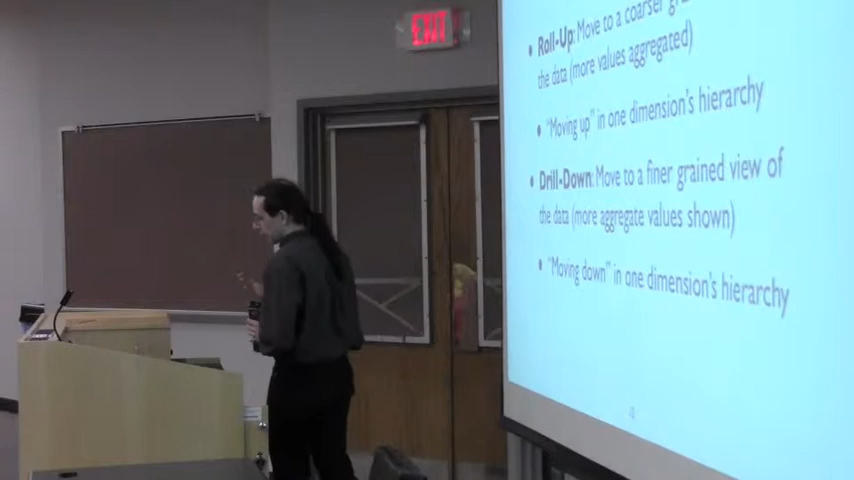 EXIT
• Roll-Up: Move to a coarser
the data (more values aggregated)
• "Moving up" in one dimension's hierarchy
• Drill-Down: Move to a finer grained view of
the data (more aggregate values shown)
• "Moving down" in one dimension's hierarchy